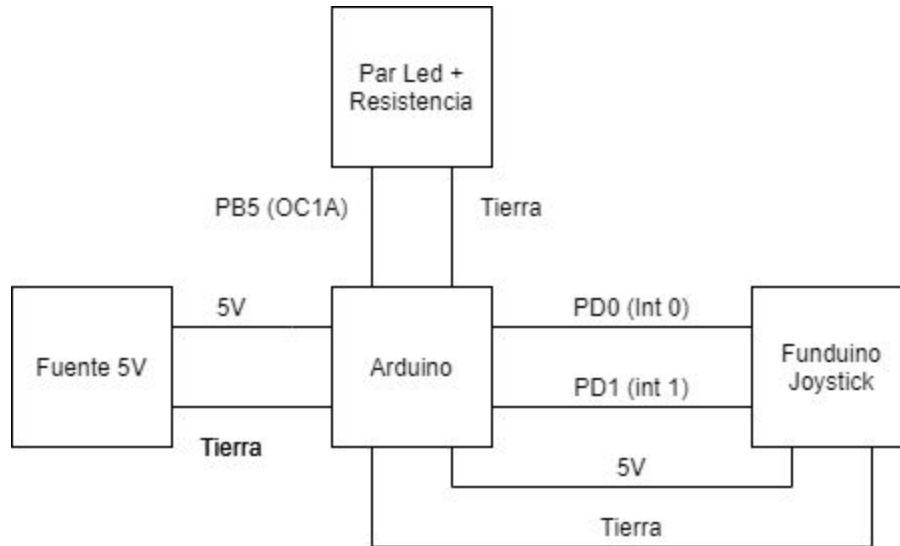 Par Led +
Resistencia
PB5 (OC1A)
Tierra
5V
PD0 (Int 0)
Fuente 5V
Arduino
Funduino
Joystick
PD1 (int 1)
Tierra
5V
Tierra